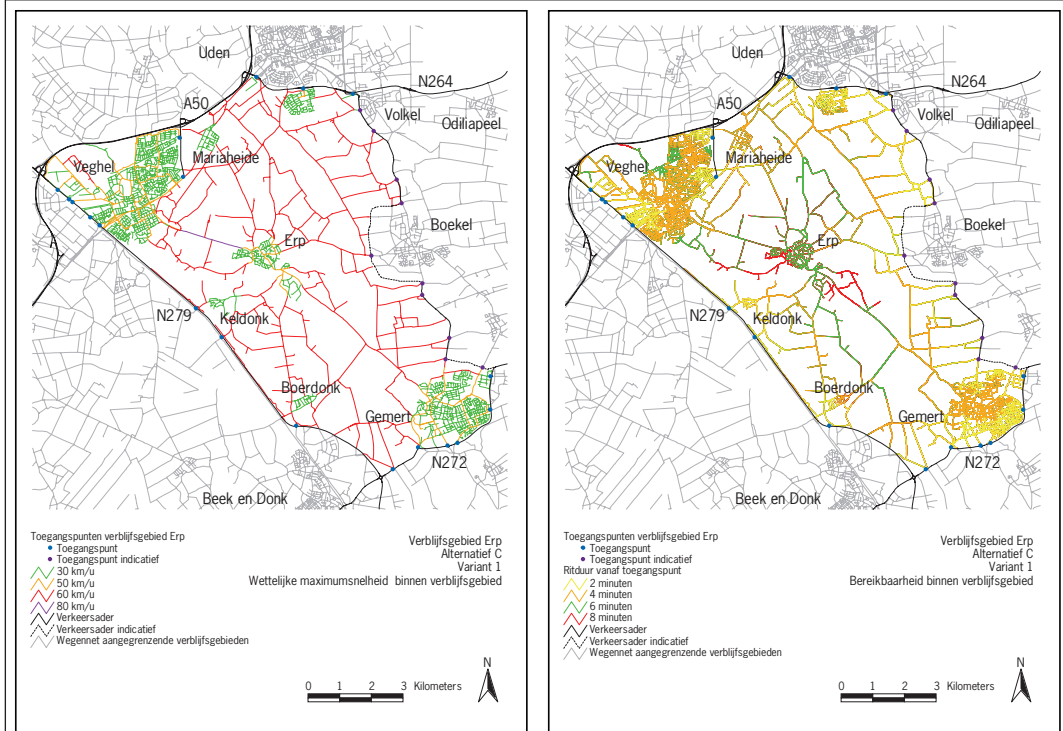 Uden
N264
A50
Volkel
Odiliapeel
Veghel
Mariaheide
Boekel
Erp
N279
Keldonk
Boerdonk
Gemert
N272
Beek en Donk
Toegangspunten verblijfsgebied Erp
Toegangspunt
Toegangspunt indicatief
30 km/u
50 km/u
60 km/u
80 km/u
Verkeersader
Verkeersader indicatief
Wegennet aangegrenzende verblijfsgebieden
Verblijfsgebied Erp
Alternatief C
Variant 1
Wettelijke maximumsnelheid binnen verblijfsgebied
N
0 1 2 3 Kilometers
Uden
N264
A50
Volkel
Odiliapeel
Veghel
Mariaheide
Boekel
Erp
N279
Keldonk
Boerdonk
Gemert
N272
Beek en Donk
Toegangspunten verblijfsgebied Erp
Toegangspunt
Toegangspunt indicatief
Ritduur vanaf toegangspunt
2 minuten
4 minuten
6 minuten
8 minuten
Verkeersader
Verkeersader indicatief
Wegennet aangegrenzende verblijfsgebieden
Verblijfsgebied Erp
Alternatief C
Variant 1
Bereikbaarheid binnen verblijfsgebied
N
0 1 2 3 Kilometers